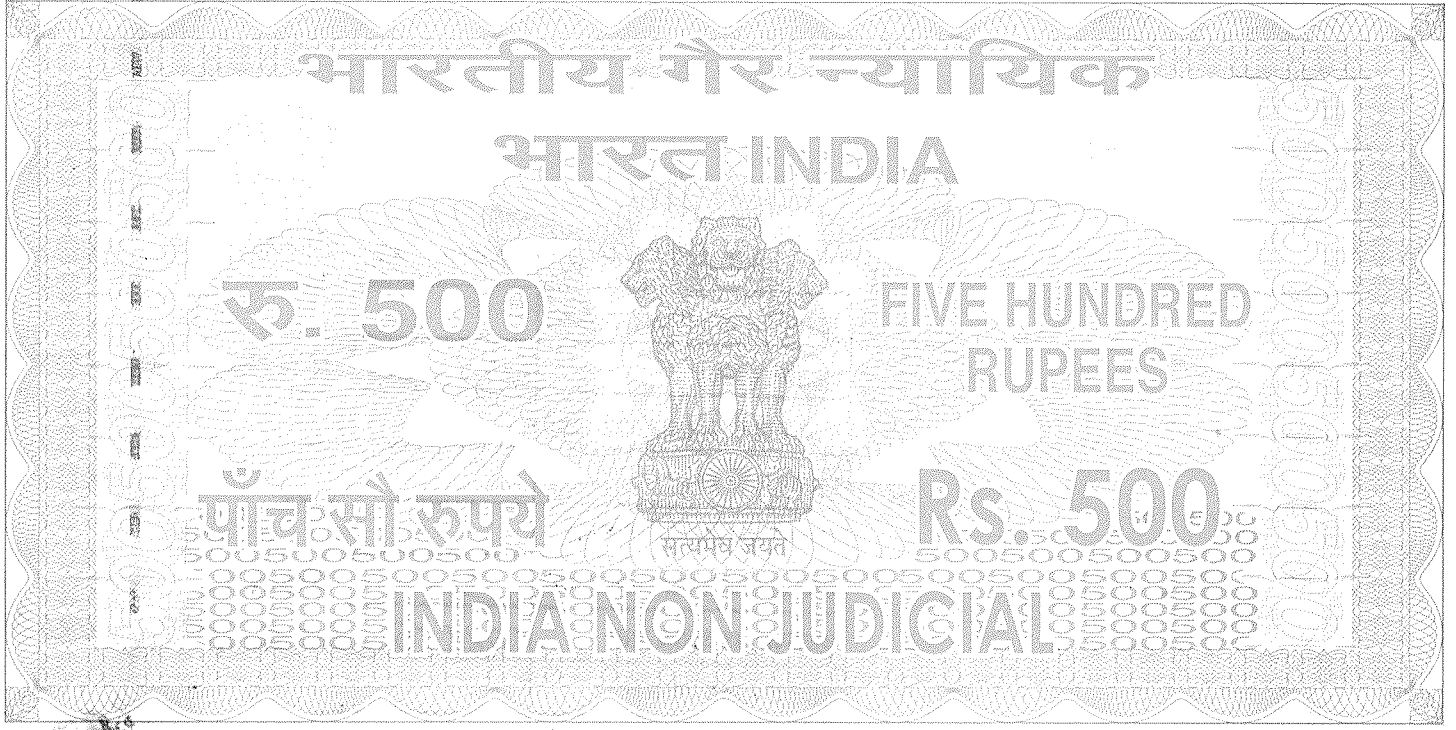 भारतीय गैर न्यायिक
भारत INDIA
रु. 500
FIVE HUNDRED
RUPEES
पाँच सौ रुपये
Rs. 500
सत्यमेव जयते
INDIA NON JUDICIAL